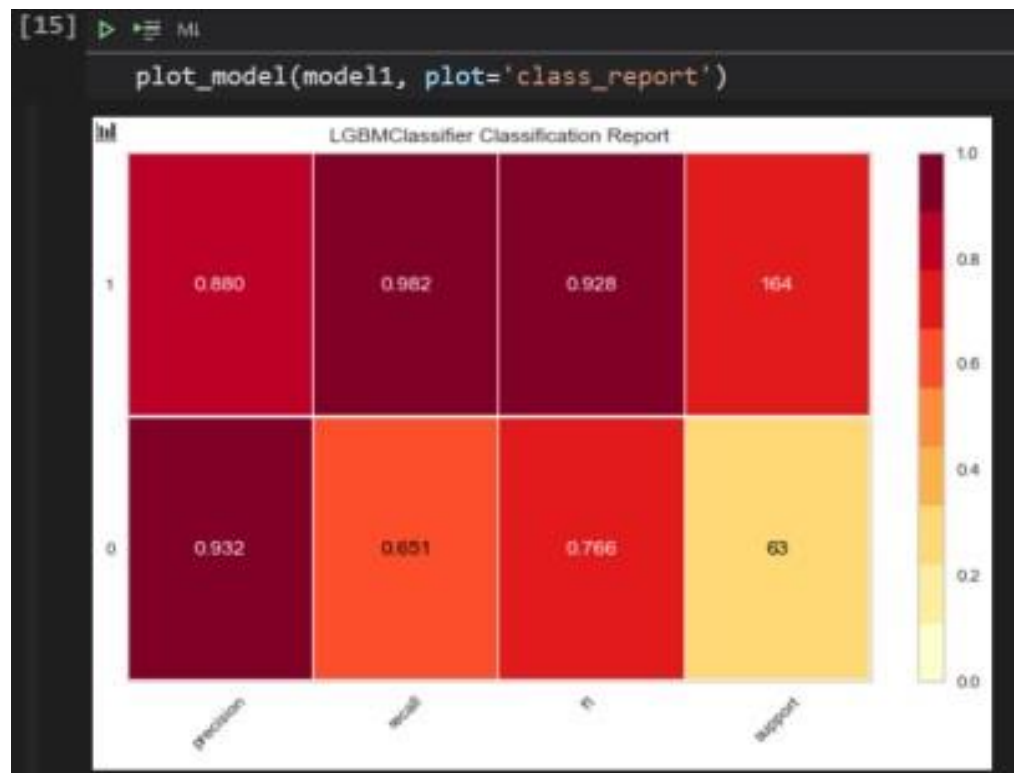 [15] M↓
plot_model(model1, plot='class_report')
LGBMClassifier Classification Report
1.0
1 0.880 0.982 0.928 164
0.8
0.6
0.4
0 0.932 0.651 0.766 63
0.2
0.0
precision recall f1 support